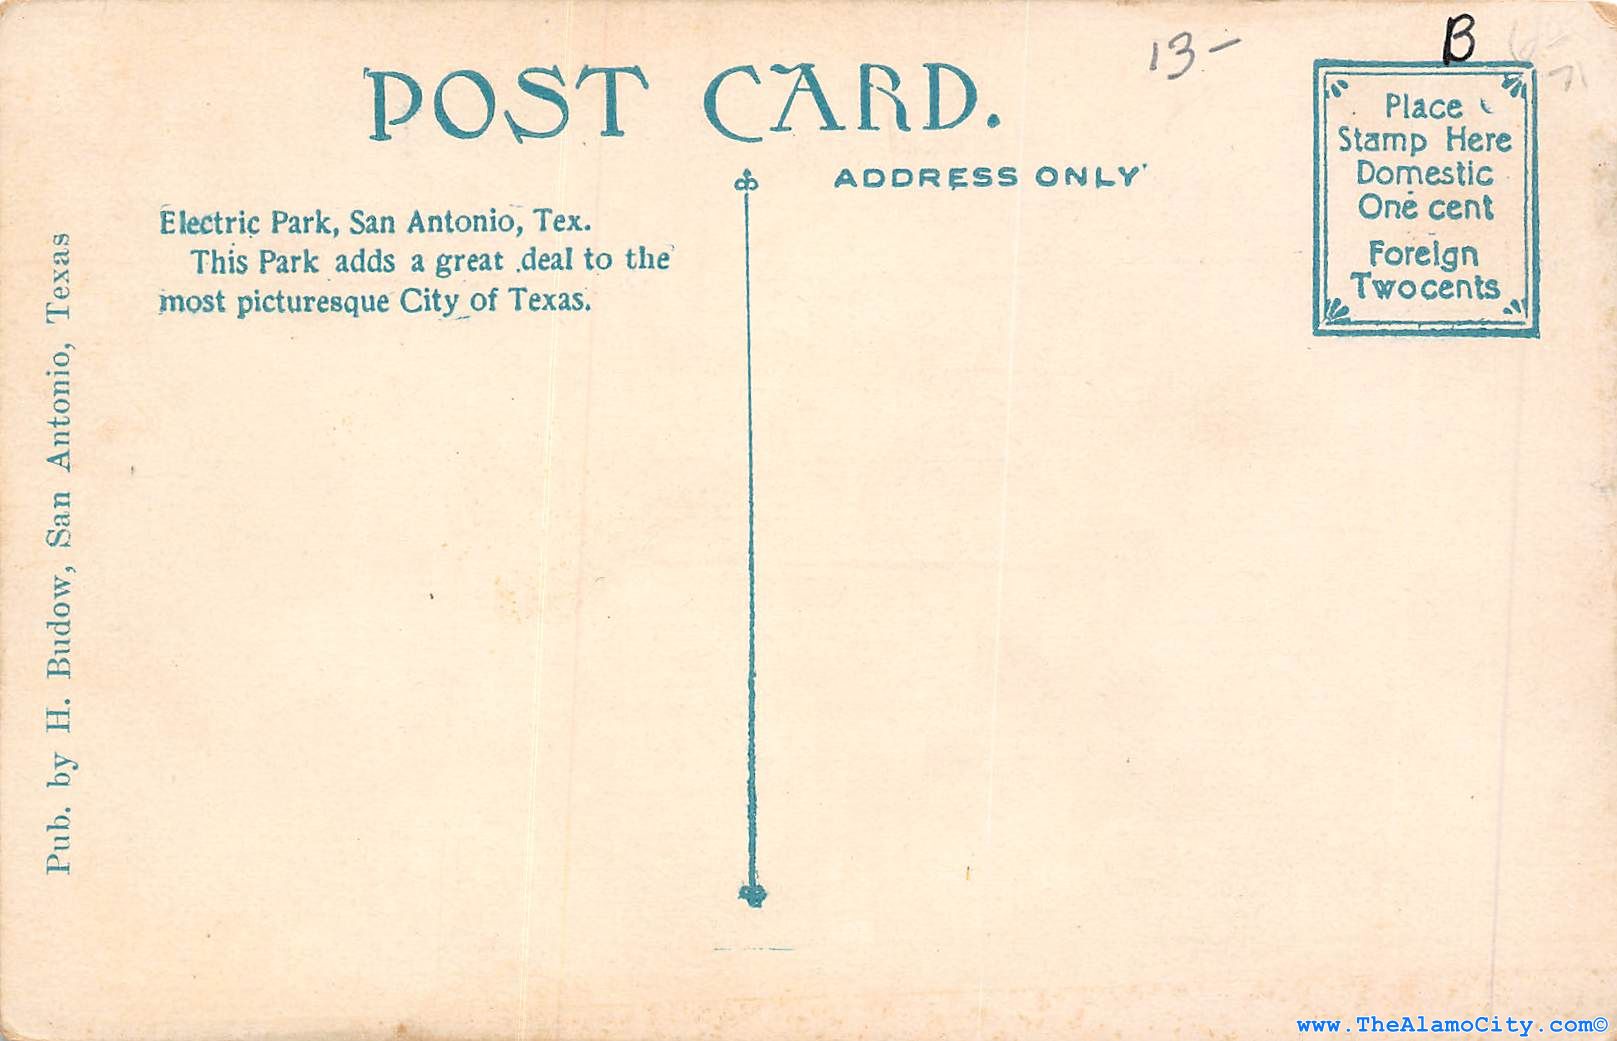 POST CARD.
13-
B
ADDRESS ONLY
Place
Stamp Here
Domestic
One cent
Foreign
Two cents
Electric Park, San Antonio, Tex.
This Park adds a great deal to the
most picturesque City of Texas.
Pub. by H. Budow, San Antonio, Texas
www.TheAlamoCity.com©